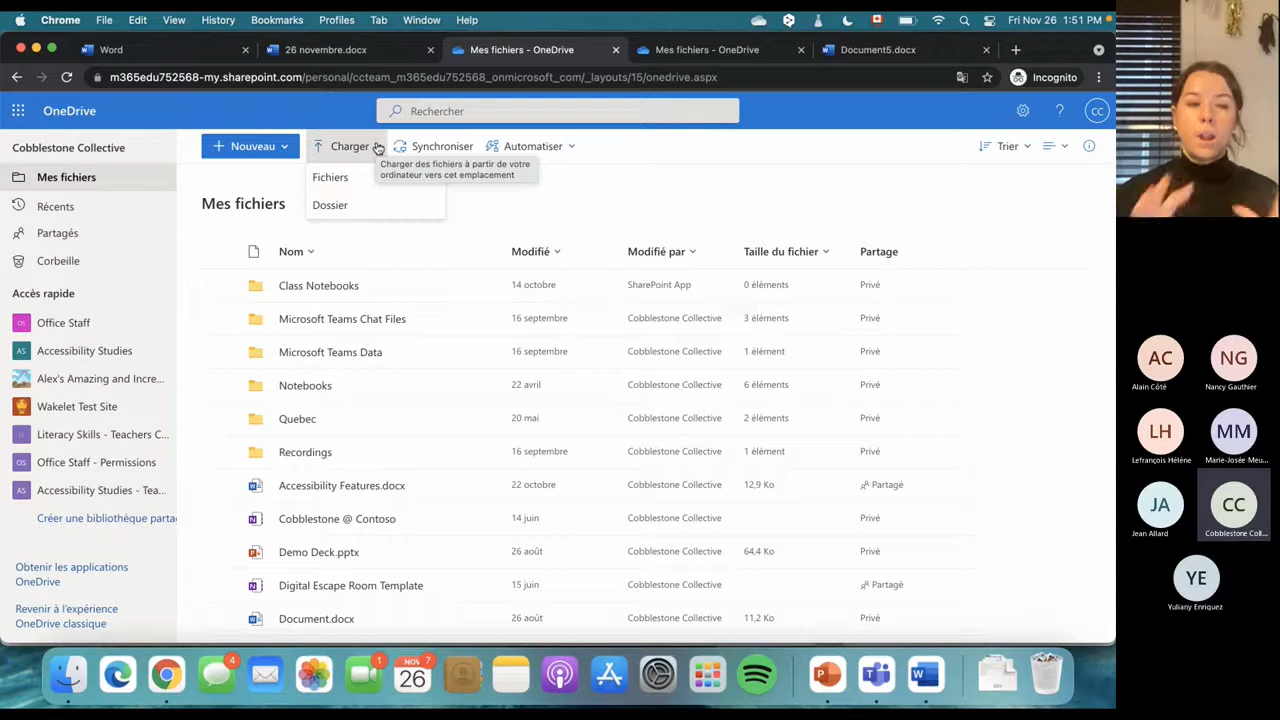 Chrome File Edit View History Bookmarks Profiles Tab Window Help Fri Nov 26 1:51 PM
Word 26 novembre.docx Mes fichiers - OneDrive Mes fichiers - OneDrive Document5.docx
m365edu752568-my.sharepoint.com/personal/ccteam_m365edu752568_onmicrosoft_com/_layouts/15/onedrive.aspx Incognito
OneDrive Rechercher CC
Cobblestone Collective
Nouveau Charger Synchroniser Automatiser Trier
Charger des fichiers à partir de votre
ordinateur vers cet emplacement
Fichiers
Dossier
Mes fichiers
Récents
Partagés
Corbeille
Accès rapide
OS Office Staff
AS Accessibility Studies
Alex's Amazing and Incre...
Wakelet Test Site
Literacy Skills - Teachers C...
OS Office Staff - Permissions
AS Accessibility Studies - Tea...
Créer une bibliothèque parta
Obtenir les applications
OneDrive
Revenir à l'expérience
OneDrive classique
Mes fichiers
Nom Modifié Modifié par Taille du fichier Partage
Class Notebooks 14 octobre SharePoint App 0 éléments Privé
Microsoft Teams Chat Files 16 septembre Cobblestone Collective 3 éléments Privé
Microsoft Teams Data 16 septembre Cobblestone Collective 1 élément Privé
Notebooks 22 avril Cobblestone Collective 6 éléments Privé
Quebec 20 mai Cobblestone Collective 2 éléments Privé
Recordings 16 septembre Cobblestone Collective 1 élément Privé
Accessibility Features.docx 22 octobre Cobblestone Collective 12,9 Ko Partagé
Cobblestone @ Contoso 14 juin Cobblestone Collective Privé
Demo Deck.pptx 26 août Cobblestone Collective 64,4 Ko Privé
Digital Escape Room Template 15 juin Cobblestone Collective Partagé
Document.docx 26 août Cobblestone Collective 11,2 Ko Privé
4 1 NOV 7
26
AC NG
Alain Côté Nancy Gauthier
LH MM
Lefrançois Hélène Marie-Josée Meu...
JA CC
Jean Allard Cobblestone Coll...
YE
Yuliany Enriquez